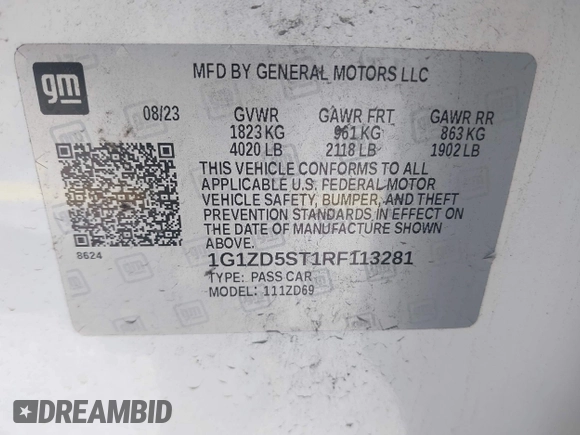 gm
MFD BY GENERAL MOTORS LLC
08/23 GVWR GAWR FRT GAWR RR
1823 KG 961 KG 863 KG
4020 LB 2118 LB 1902 LB
THIS VEHICLE CONFORMS TO ALL
APPLICABLE U.S. FEDERAL MOTOR
VEHICLE SAFETY, BUMPER, AND THEFT
PREVENTION STANDARDS IN EFFECT ON
THE DATE OF MANUFACTURE SHOWN
ABOVE.
8624
1G1ZD5ST1RF113281
TYPE: PASS CAR
MODEL: 111ZD69
DREAMBID